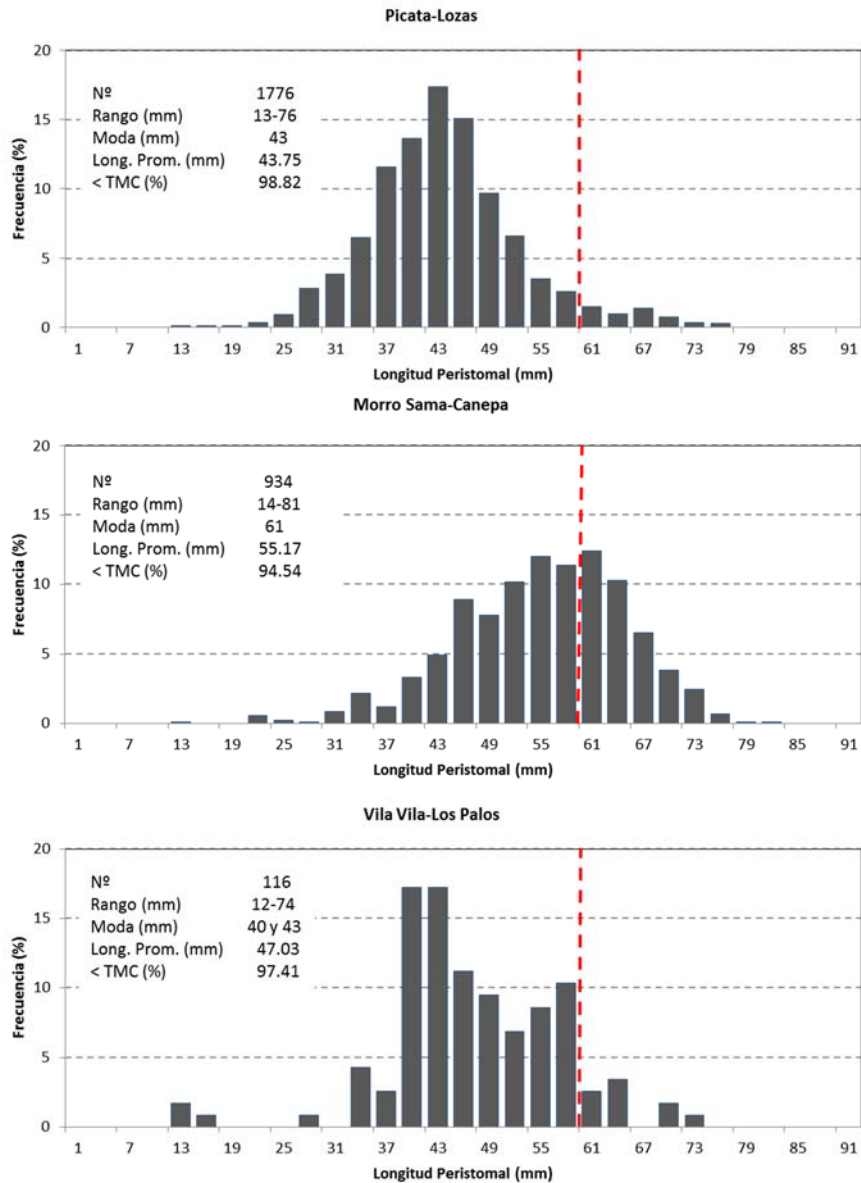 Picata-Lozas
20
15
10
5
0
Frecuencia (%)
Nº 1776
Rango (mm) 13-76
Moda (mm) 43
Long. Prom. (mm) 43.75
< TMC (%) 98.82
1 7 13 19 25 31 37 43 49 55 61 67 73 79 85 91
Longitud Peristomal (mm)
Morro Sama-Canepa
20
15
10
5
0
Frecuencia (%)
Nº 934
Rango (mm) 14-81
Moda (mm) 61
Long. Prom. (mm) 55.17
< TMC (%) 94.54
1 7 13 19 25 31 37 43 49 55 61 67 73 79 85 91
Longitud Peristomal (mm)
Vila Vila-Los Palos
20
15
10
5
0
Frecuencia (%)
Nº 116
Rango (mm) 12-74
Moda (mm) 40 y 43
Long. Prom. (mm) 47.03
< TMC (%) 97.41
1 7 13 19 25 31 37 43 49 55 61 67 73 79 85 91
Longitud Peristomal (mm)